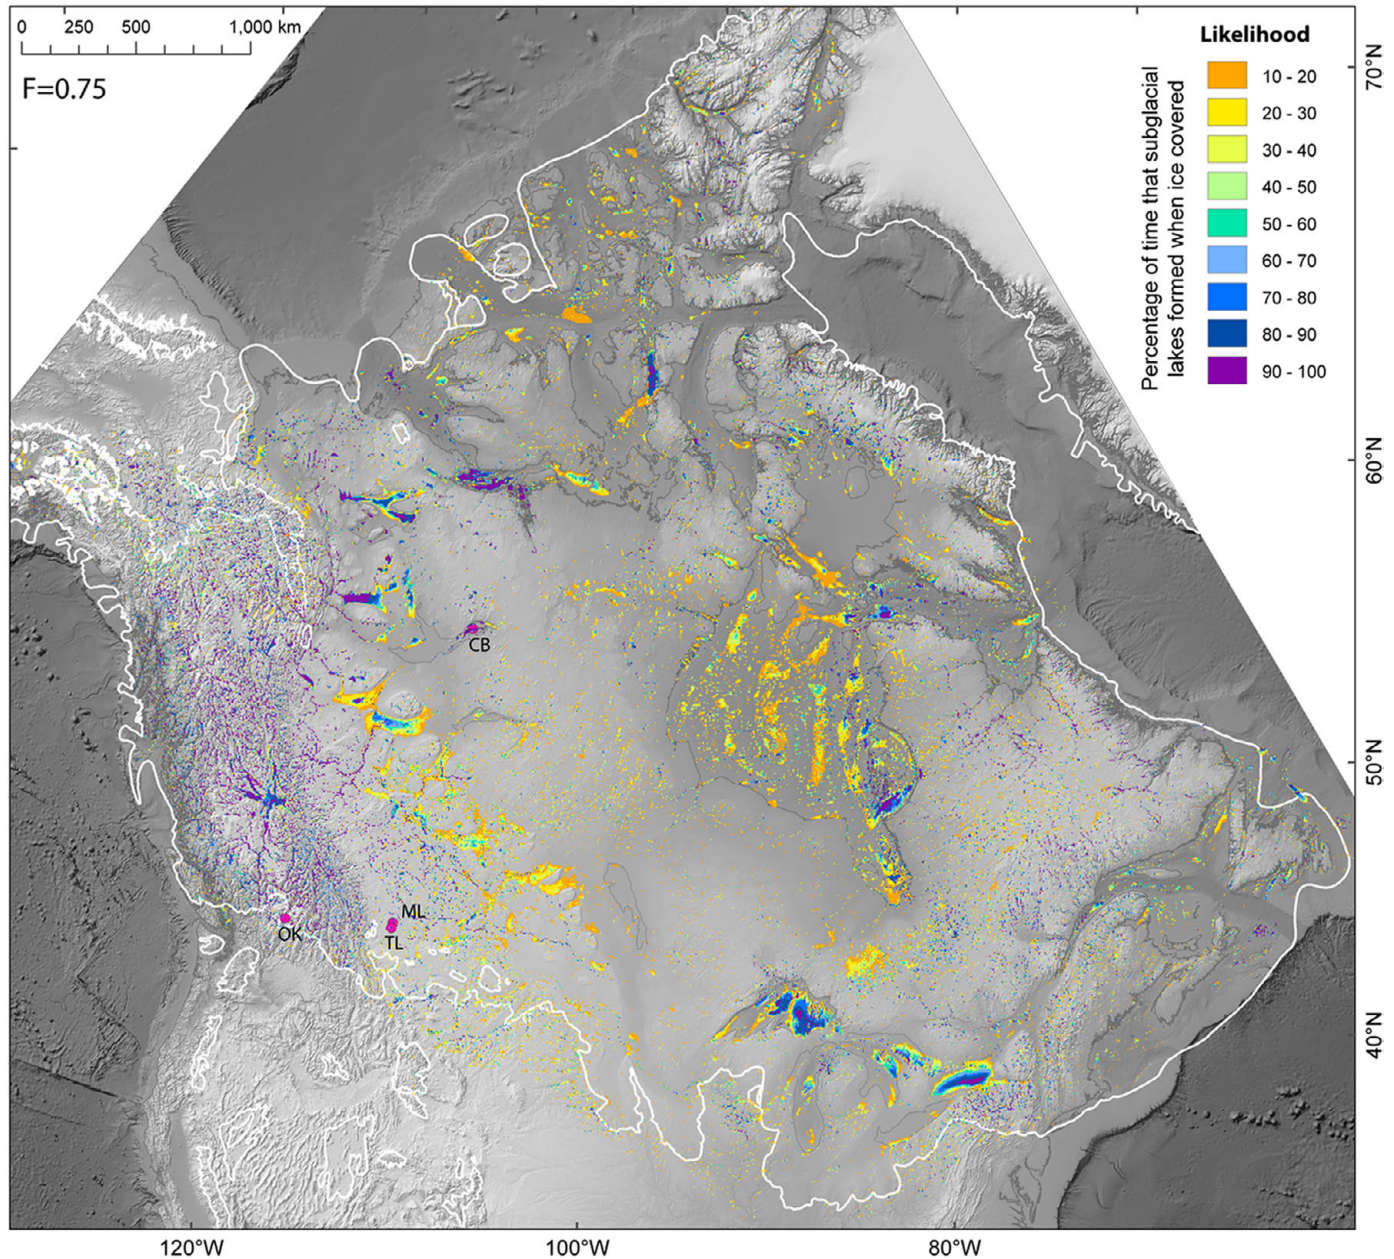 0 250 500 1,000 km
F=0.75
Likelihood
Percentage of time that subglacial
lakes formed when ice covered
10 - 20
20 - 30
30 - 40
40 - 50
50 - 60
60 - 70
70 - 80
80 - 90
90 - 100
70°N
60°N
50°N
40°N
CB
ML
OK
TL
120°W 100°W 80°W